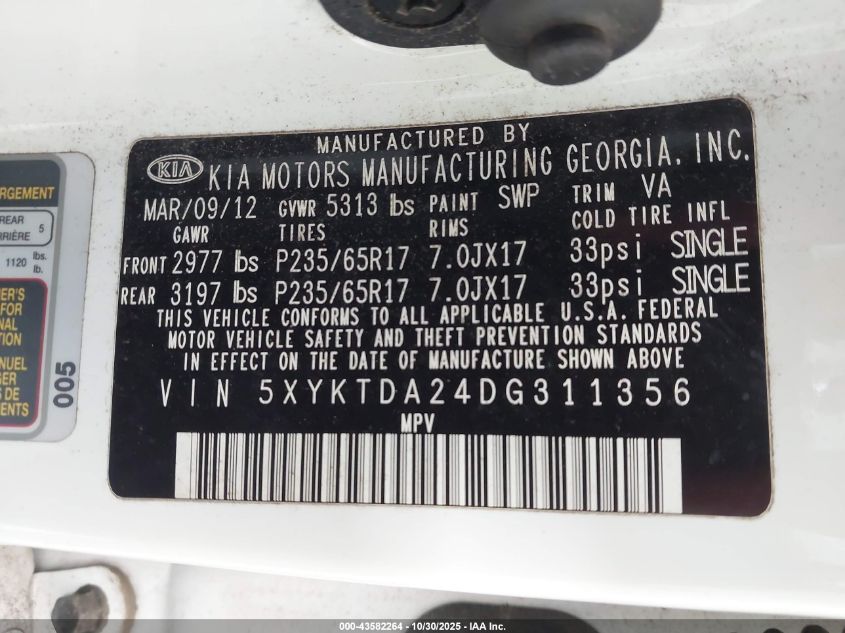 MANUFACTURED BY
KIA KIA MOTORS MANUFACTURING GEORGIA, INC.
MAR/09/12 GVWR 5313 lbs PAINT SWP TRIM VA
GAWR TIRES RIMS COLD TIRE INFL
FRONT 2977 lbs P235/65R17 7.0JX17 33psi SINGLE
REAR 3197 lbs P235/65R17 7.0JX17 33psi SINGLE
THIS VEHICLE CONFORMS TO ALL APPLICABLE U.S.A. FEDERAL
MOTOR VEHICLE SAFETY AND THEFT PREVENTION STANDARDS
IN EFFECT ON THE DATE OF MANUFACTURE SHOWN ABOVE
VIN 5XYKTDA24DG311356
MPV
REAR 5
1120 lbs.
lb.
005
000-43582264 - 10/30/2025 - IAA Inc.